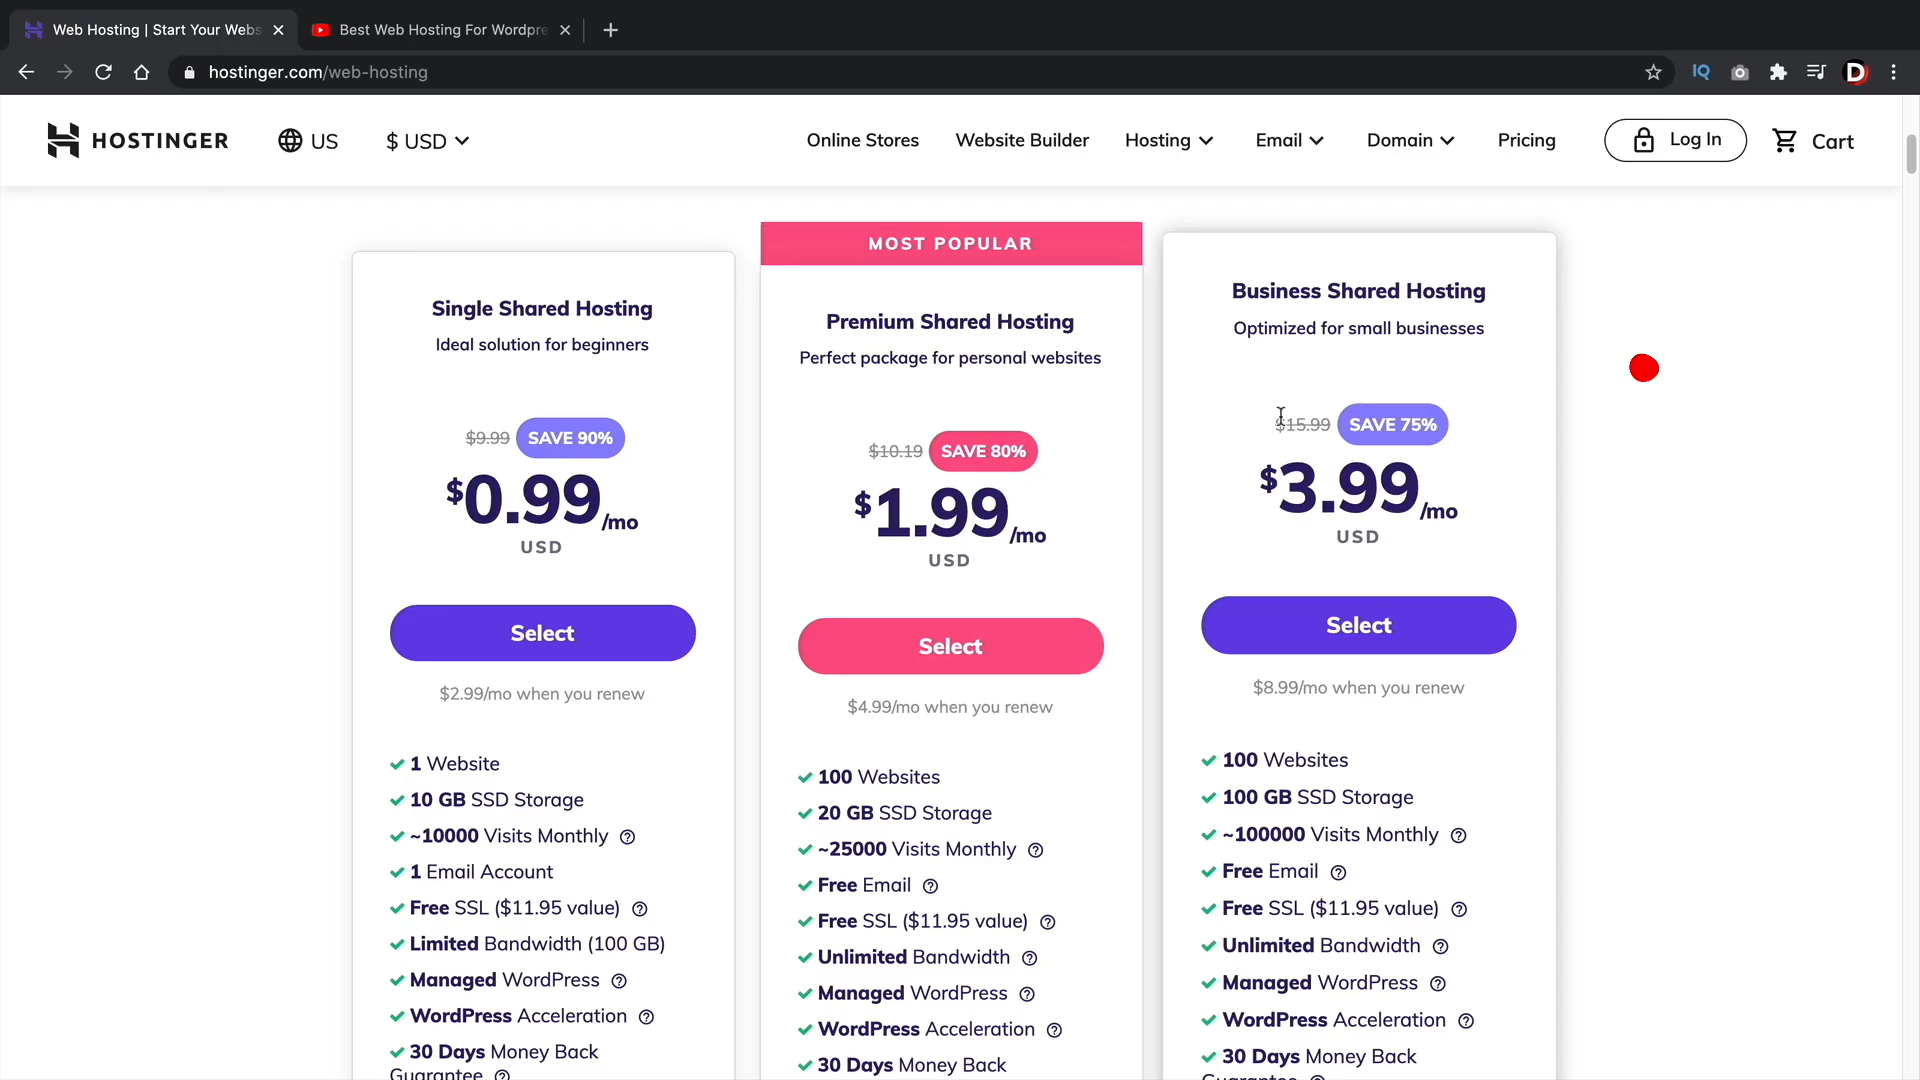 Web Hosting | Start Your Webs
Best Web Hosting For Wordpre
hostinger.com/web-hosting
IQ
D
HOSTINGER
US
$ USD
Online Stores
Website Builder
Hosting
Email
Domain
Pricing
Log In
Cart
Single Shared Hosting
Ideal solution for beginners
$9.99
SAVE 90%
$0.99/mo
USD
Select
$2.99/mo when you renew
1 Website
10 GB SSD Storage
~10000 Visits Monthly
1 Email Account
Free SSL ($11.95 value)
Limited Bandwidth (100 GB)
Managed WordPress
WordPress Acceleration
30 Days Money Back
Guarantee
MOST POPULAR
Premium Shared Hosting
Perfect package for personal websites
$10.19
SAVE 80%
$1.99/mo
USD
Select
$4.99/mo when you renew
100 Websites
20 GB SSD Storage
~25000 Visits Monthly
Free Email
Free SSL ($11.95 value)
Unlimited Bandwidth
Managed WordPress
WordPress Acceleration
30 Days Money Back
Business Shared Hosting
Optimized for small businesses
$15.99
SAVE 75%
$3.99/mo
USD
Select
$8.99/mo when you renew
100 Websites
100 GB SSD Storage
~100000 Visits Monthly
Free Email
Free SSL ($11.95 value)
Unlimited Bandwidth
Managed WordPress
WordPress Acceleration
30 Days Money Back
Guarantee